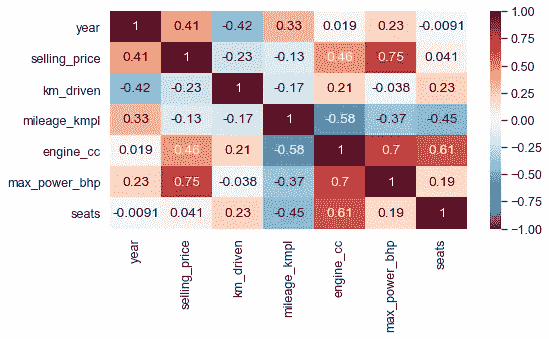 year 1 0.41 -0.42 0.33 0.019 0.23 -0.0091
selling_price 0.41 1 -0.23 -0.13 0.46 0.75 0.041
km_driven -0.42 -0.23 1 -0.17 0.21 -0.038 0.23
mileage_kmpl 0.33 -0.13 -0.17 1 -0.58 -0.37 -0.45
engine_cc 0.019 0.46 0.21 -0.58 1 0.7 0.61
max_power_bhp 0.23 0.75 -0.038 -0.37 0.7 1 0.19
seats -0.0091 0.041 0.23 -0.45 0.61 0.19 1
year
selling_price
km_driven
mileage_kmpl
engine_cc
max_power_bhp
seats
1.00
0.75
0.50
0.25
0.00
-0.25
-0.50
-0.75
-1.00